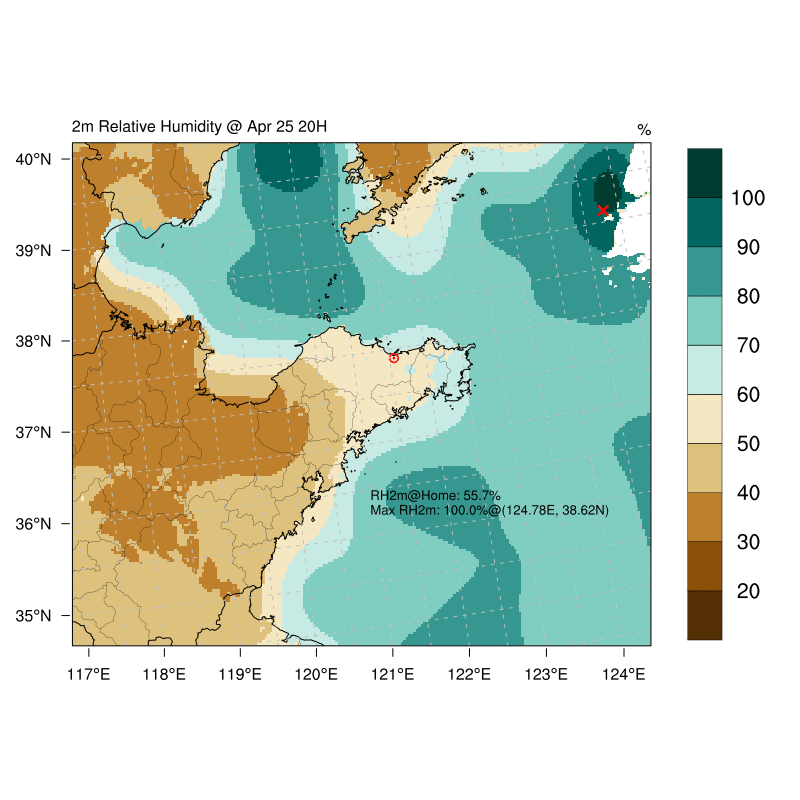 2m Relative Humidity @ Apr 25 20H
%
40°N
39°N
38°N
37°N
36°N
35°N
117°E 118°E 119°E 120°E 121°E 122°E 123°E 124°E
100
90
80
70
60
50
40
30
20
RH2m@Home: 55.7%
Max RH2m: 100.0%@(124.78E, 38.62N)